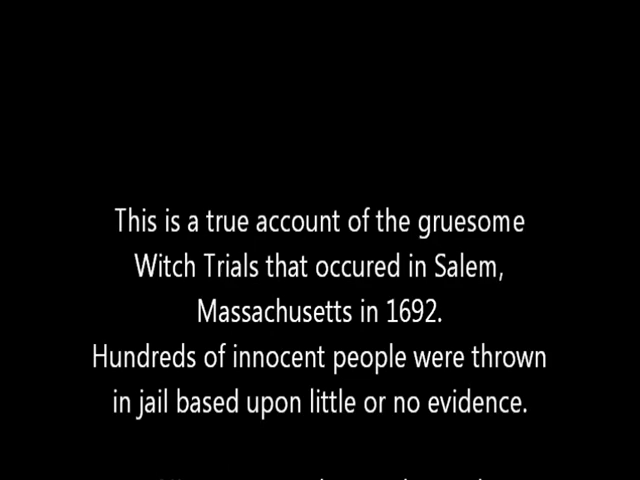 This is a true account of the gruesome
Witch Trials that occured in Salem,
Massachusetts in 1692.
Hundreds of innocent people were thrown
in jail based upon little or no evidence.